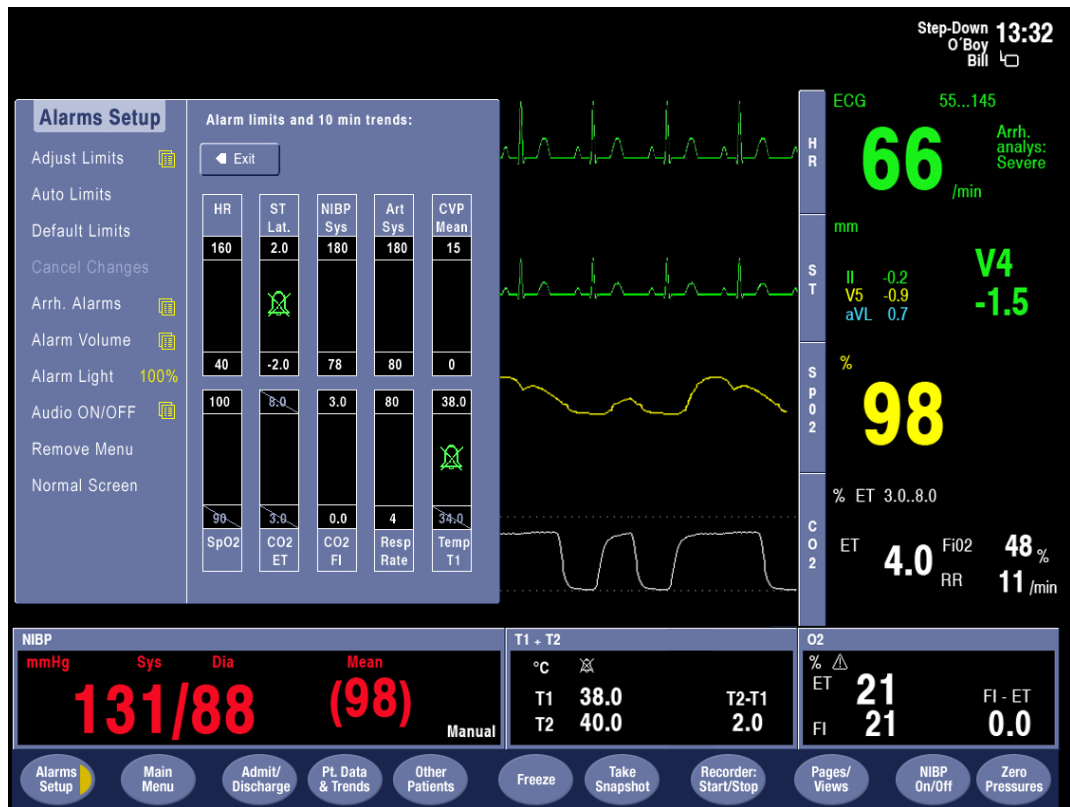 Step-Down 13:32
O´Boy
Bill
Alarms Setup
Adjust Limits
Auto Limits
Default Limits
Cancel Changes
Arrh. Alarms
Alarm Volume
Alarm Light 100%
Audio ON/OFF
Remove Menu
Normal Screen
Alarm limits and 10 min trends:
Exit
HR ST NIBP Art CVP
Lat. Sys Sys Mean
160 2.0 180 180 15
40 -2.0 78 80 0
100 8.0 3.0 80 38.0
90 3.0 0.0 4 34.0
SpO2 CO2 CO2 Resp Temp
ET FI Rate T1
HR
ECG 55...145
66 /min
Arrh.
analys:
Severe
ST
mm
II -0.2
V5 -0.9
aVL 0.7
V4
-1.5
SpO2
%
98
CO2
% ET 3.0..8.0
ET 4.0
Fi02 48 %
RR 11 /min
NIBP
mmHg Sys Dia Mean
131/88 (98)
Manual
T1 + T2
°C
T1 38.0 T2-T1
T2 40.0 2.0
O2
%
ET 21 FI - ET
FI 21 0.0
Alarms
Setup
Main
Menu
Admit/
Discharge
Pt. Data
& Trends
Other
Patients
Freeze
Take
Snapshot
Recorder:
Start/Stop
Pages/
Views
NIBP
On/Off
Zero
Pressures